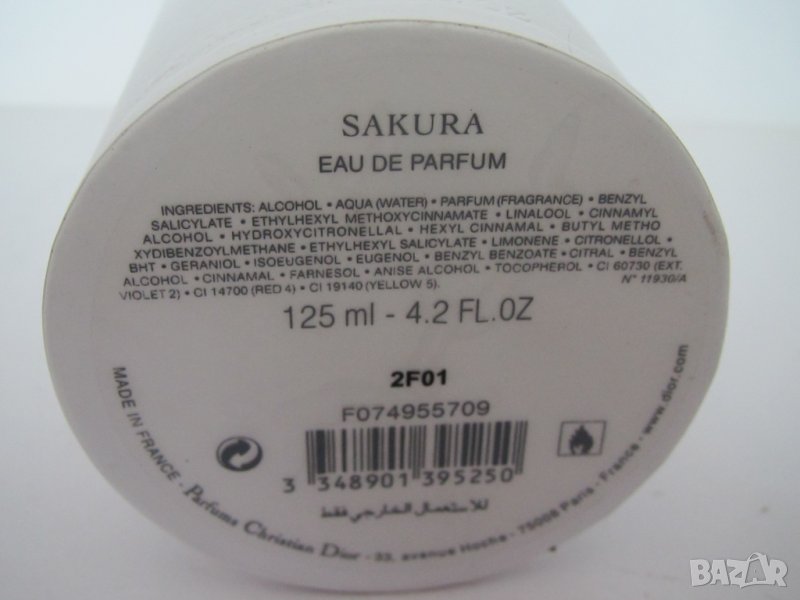 SAKURA
EAU DE PARFUM
INGREDIENTS: ALCOHOL • AQUA (WATER) • PARFUM (FRAGRANCE) • BENZYL
SALICYLATE • ETHYLHEXYL METHOXYCINNAMATE • LINALOOL • CINNAMYL
ALCOHOL • HYDROXYCITRONELLAL • HEXYL CINNAMAL • BUTYL METHO
XYDIBENZOYLMETHANE • ETHYLHEXYL SALICYLATE • LIMONENE • CITRONELLOL •
BHT • GERANIOL • ISOEUGENOL • EUGENOL • BENZYL BENZOATE • CITRAL • BENZYL
ALCOHOL • CINNAMAL • FARNESOL • ANISE ALCOHOL • TOCOPHEROL • CI 60730 (EXT.
VIOLET 2) • CI 14700 (RED 4) • CI 19140 (YELLOW 5).
N° 11930/A
125 ml - 4.2 FL.OZ
2F01
F074955709
3 348901 395250
للاستعمال الخارجي فقط
MADE IN FRANCE - Parfums Christian Dior - 33, avenue Hoche - 75008 Paris - France - www.dior.com
BAZAR